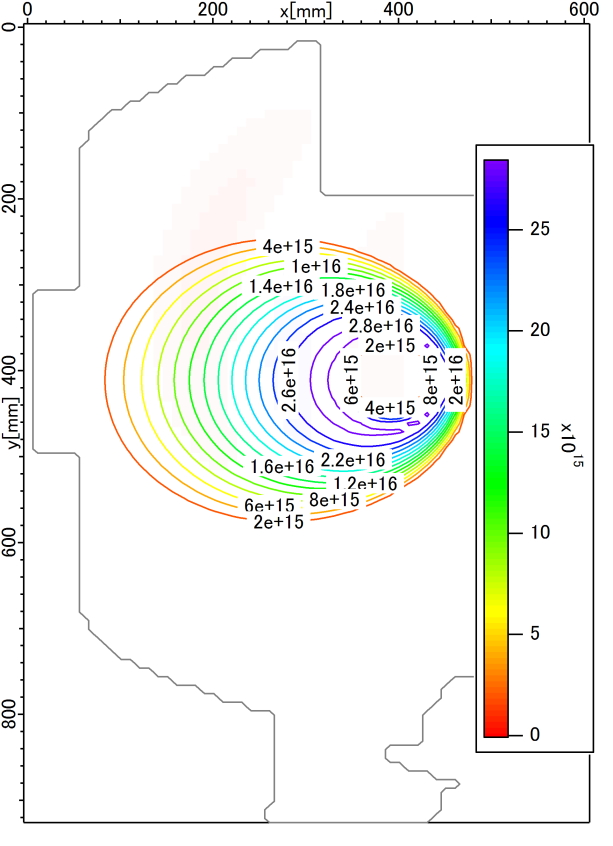 0 200 400 600
x[mm]
0
200
400
600
800
y[mm]
4e+15
1e+16
1.4e+16
1.8e+16
2.4e+16
2.8e+16
2e+15
2.6e+16
6e+15
8e+15
2e+16
4e+15
2.2e+16
1.6e+16
1.2e+16
8e+15
6e+15
2e+15
25
20
15
10
5
0
x10^15